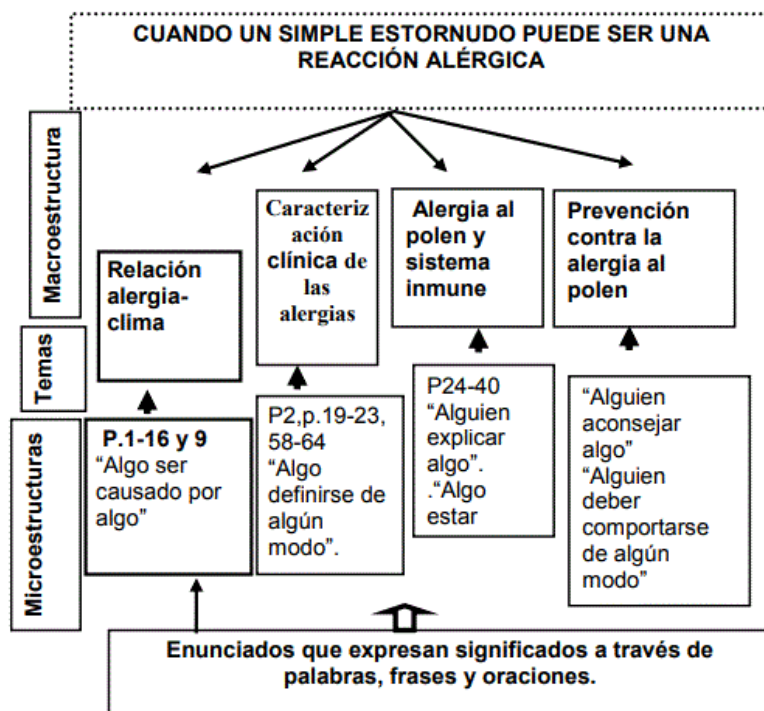 CUANDO UN SIMPLE ESTORNUDO PUEDE SER UNA
REACCIÓN ALÉRGICA
Macroestructura
Relación
alergia-
clima
Caracteriz
ación
clínica de
las
alergias
Alergia al
polen y
sistema
inmune
Prevención
contra la
alergia al
polen
Temas
Microestructuras
P.1-16 y 9
“Algo ser
causado por
algo”
P2,p.19-23,
58-64
“Algo
definirse de
algún
modo”.
P24-40
“Alguien
explicar
algo”.
.“Algo
estar
“Alguien
aconsejar
algo”
“Alguien
deber
comportarse
de algún
modo”
Enunciados que expresan significados a través de
palabras, frases y oraciones.